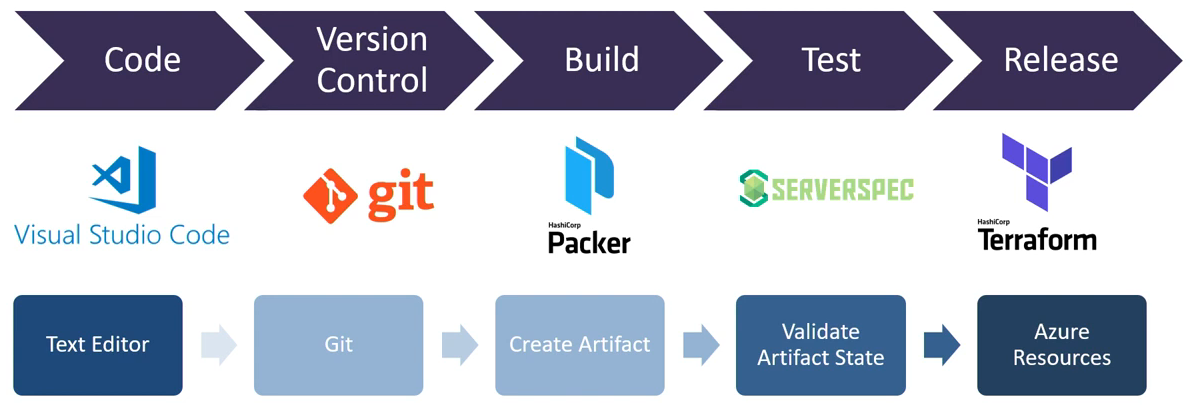 Code
Version
Control
Build
Test
Release
Visual Studio Code
git
HashiCorp
Packer
SERVERSPEC
HashiCorp
Terraform
Text Editor
Git
Create Artifact
Validate
Artifact State
Azure
Resources